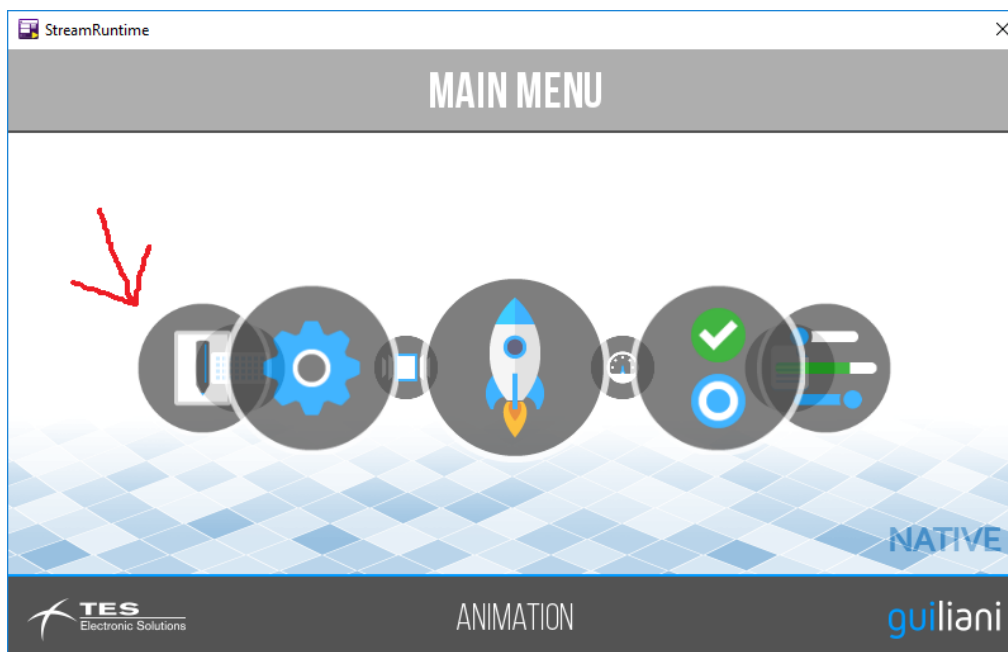 StreamRuntime
MAIN MENU
NATIVE
TES
Electronic Solutions
ANIMATION
guiliani